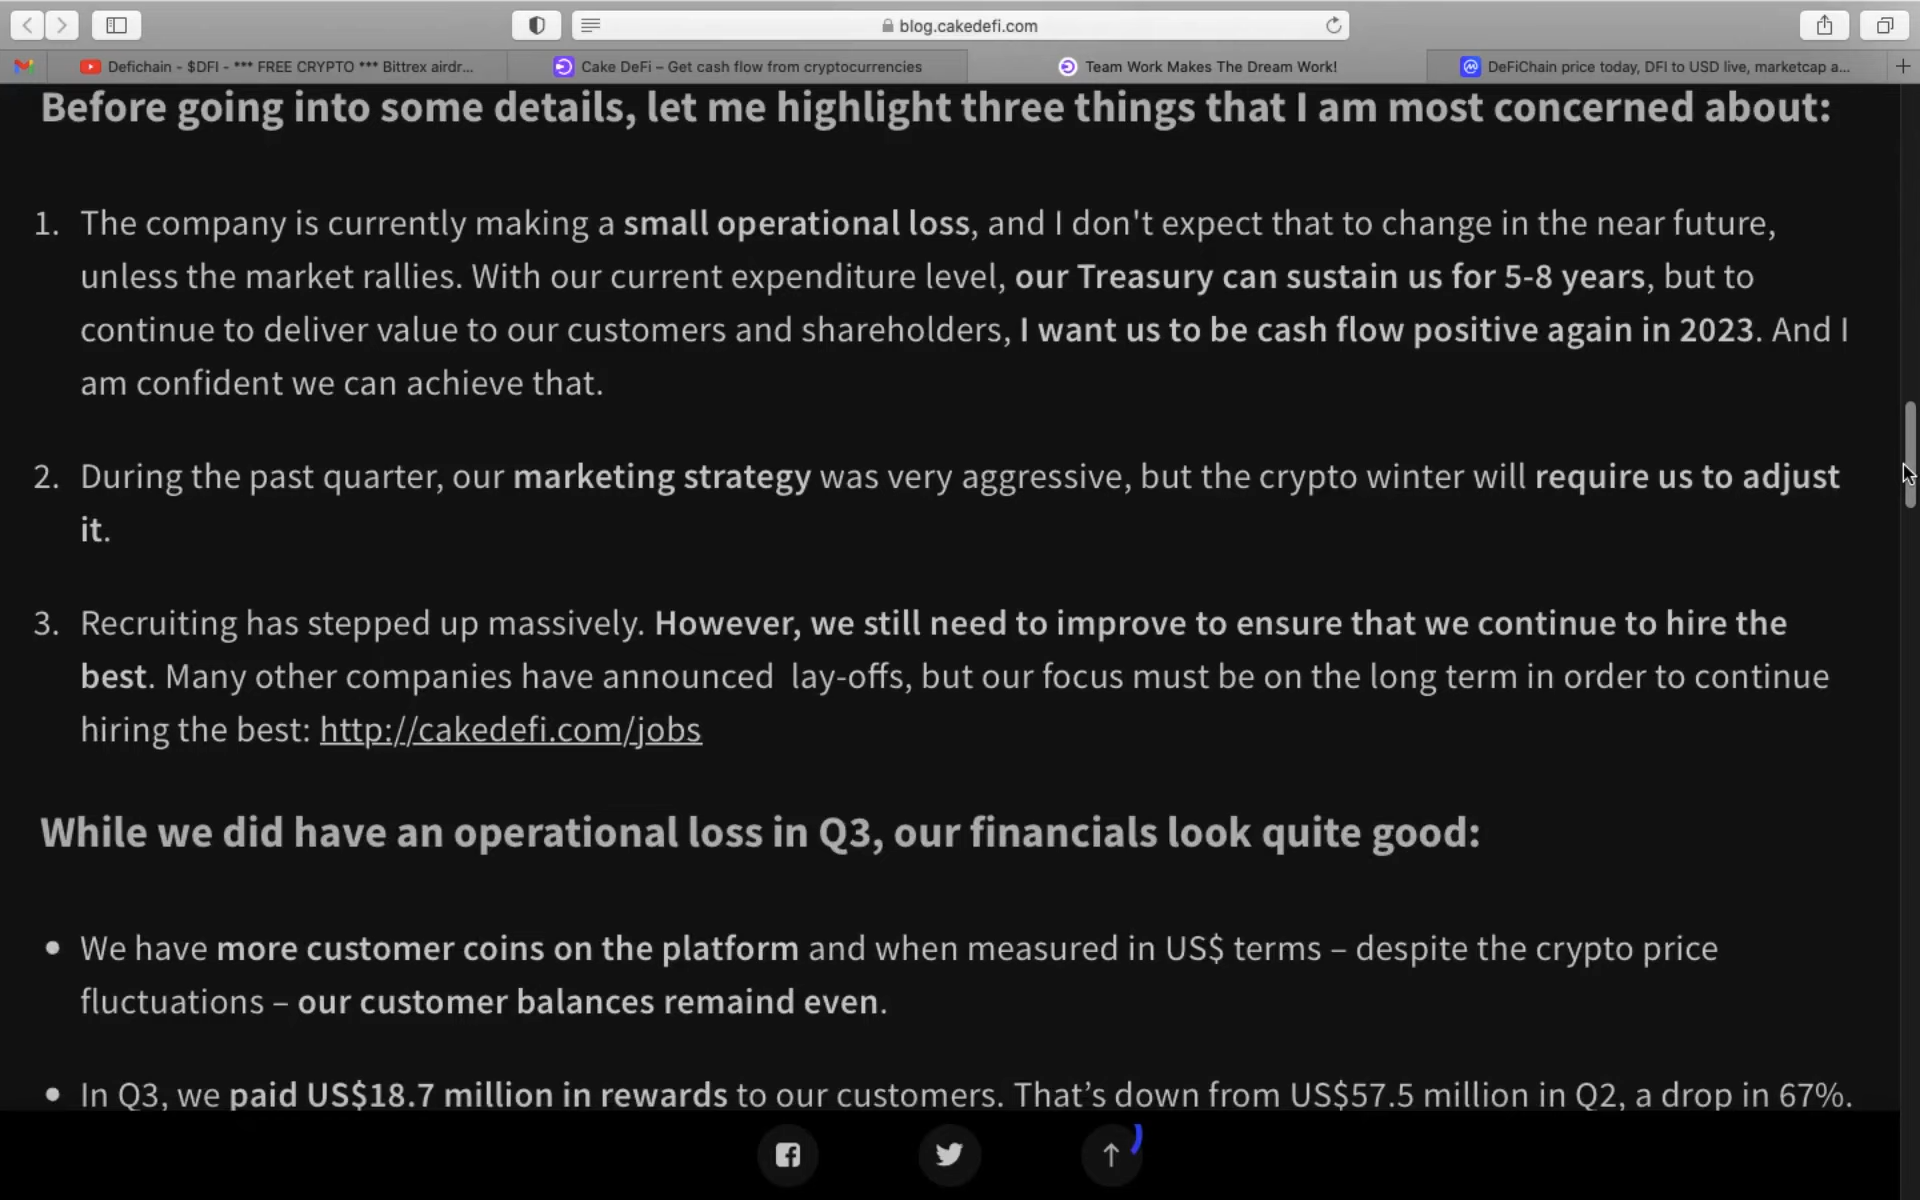 blog.cakedefi.com
Defichain - $DFI - *** FREE CRYPTO *** Bittrex airdr...
Cake DeFi – Get cash flow from cryptocurrencies
Team Work Makes The Dream Work!
DeFiChain price today, DFI to USD live, marketcap a...
Before going into some details, let me highlight three things that I am most concerned about:
1. The company is currently making a small operational loss, and I don't expect that to change in the near future,
unless the market rallies. With our current expenditure level, our Treasury can sustain us for 5-8 years, but to
continue to deliver value to our customers and shareholders, I want us to be cash flow positive again in 2023. And I
am confident we can achieve that.
2. During the past quarter, our marketing strategy was very aggressive, but the crypto winter will require us to adjust
it.
3. Recruiting has stepped up massively. However, we still need to improve to ensure that we continue to hire the
best. Many other companies have announced  lay-offs, but our focus must be on the long term in order to continue
hiring the best: http://cakedefi.com/jobs
While we did have an operational loss in Q3, our financials look quite good:
• We have more customer coins on the platform and when measured in US$ terms – despite the crypto price
fluctuations – our customer balances remaind even.
• In Q3, we paid US$18.7 million in rewards to our customers. That’s down from US$57.5 million in Q2, a drop in 67%.